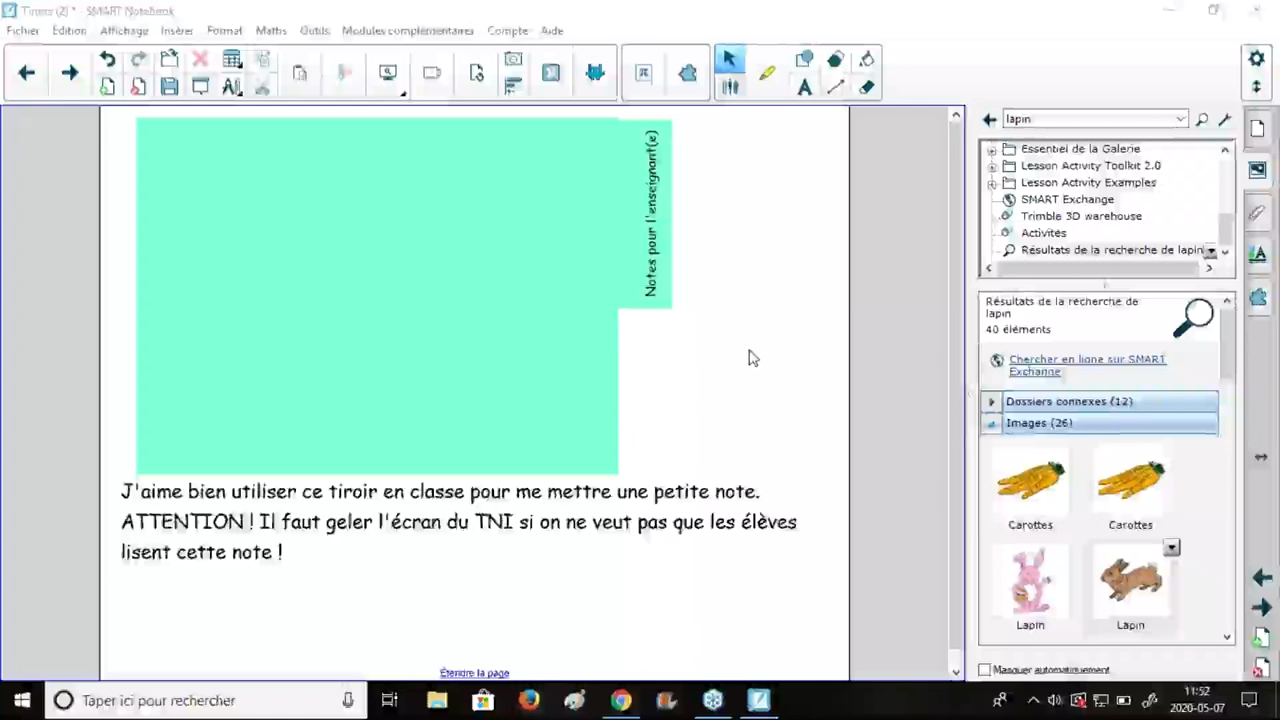 Tiroirs (2) * - SMART Notebook
Fichier Édition Affichage Insérer Format Maths Outils Modules complémentaires Compte Aide
lapin
Essentiel de la Galerie
Lesson Activity Toolkit 2.0
Lesson Activity Examples
SMART Exchange
Trimble 3D warehouse
Activités
Résultats de la recherche de lapin
Notes pour l'enseignant(e)
Résultats de la recherche de
lapin
40 éléments
Chercher en ligne sur SMART
Exchange
Dossiers connexes (12)
Images (26)
Carottes
Carottes
Lapin
Lapin
J'aime bien utiliser ce tiroir en classe pour me mettre une petite note.
ATTENTION ! Il faut geler l'écran du TNI si on ne veut pas que les élèves
lisent cette note !
Étendre la page
Masquer automatiquement
Taper ici pour rechercher
11:52
2020-05-07